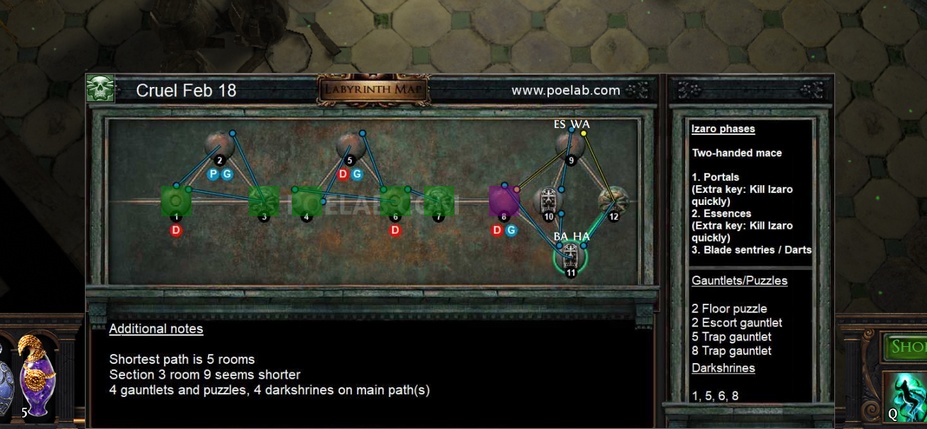 Cruel Feb 18
LABYRINTH MAP
www.poelab.com
ES WA
2
P G
5
D G
9
POELAB.COM
1
D
3
4
6
D
7
8
D G
10
12
BA HA
11
Izaro phases
Two-handed mace
1. Portals
(Extra key: Kill Izaro
quickly)
2. Essences
(Extra key: Kill Izaro
quickly)
3. Blade sentries / Darts
Gauntlets/Puzzles
2 Floor puzzle
2 Escort gauntlet
5 Trap gauntlet
8 Trap gauntlet
Darkshrines
1, 5, 6, 8
Additional notes
Shortest path is 5 rooms
Section 3 room 9 seems shorter
4 gauntlets and puzzles, 4 darkshrines on main path(s)
5
Q